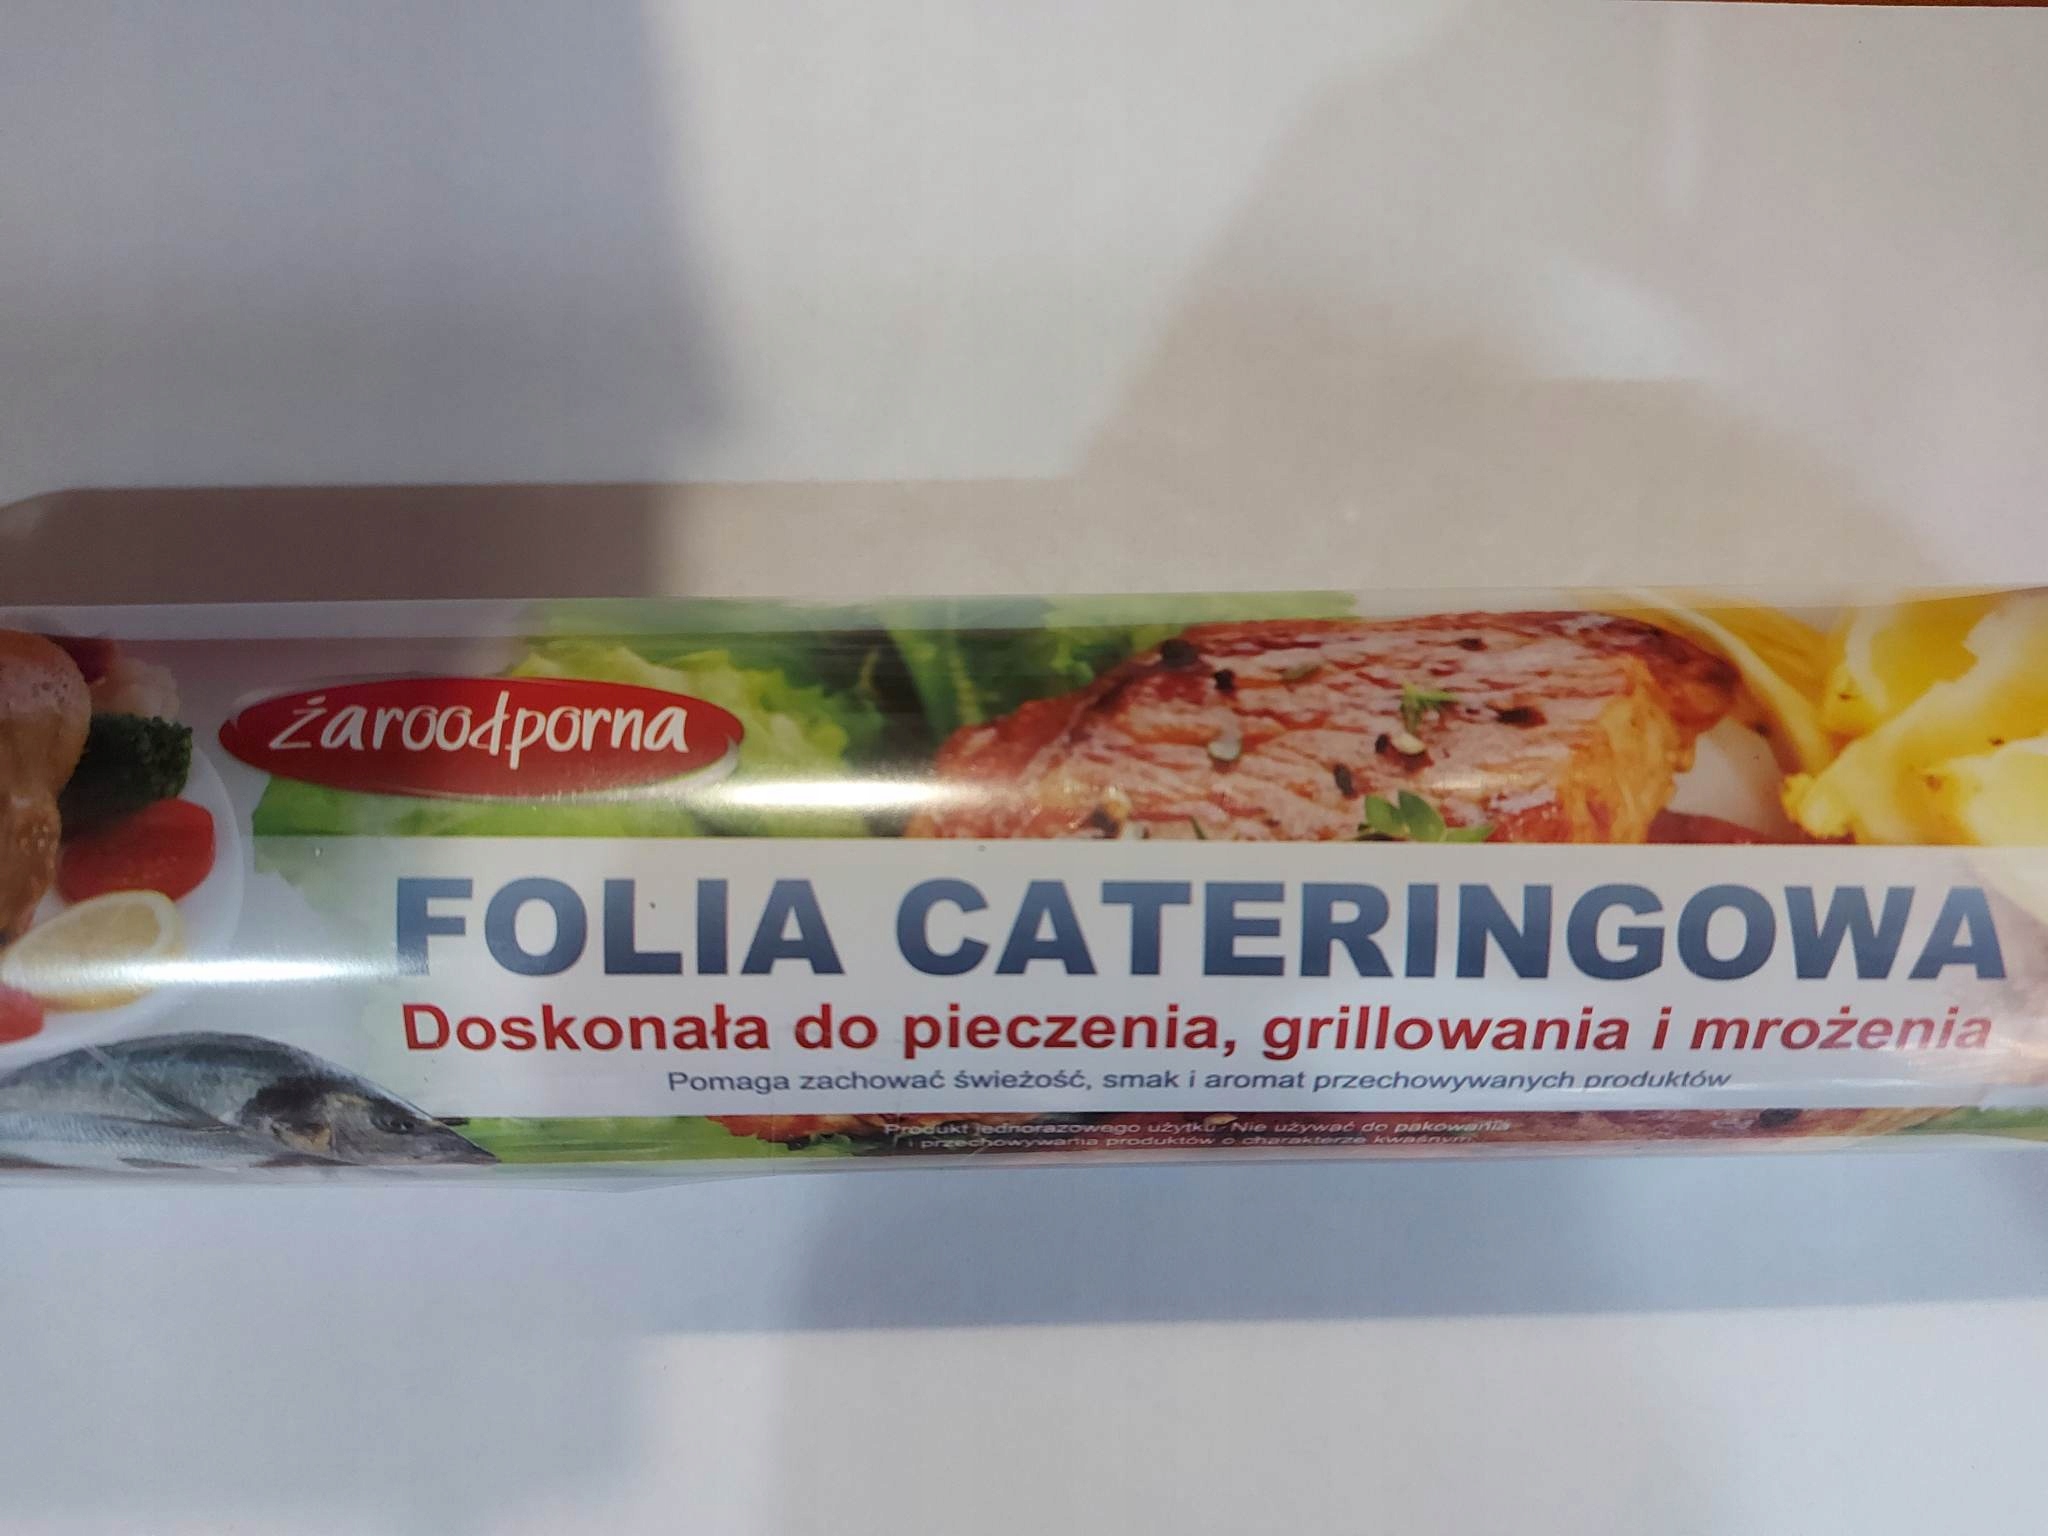 żaroodporna
FOLIA CATERINGOWA
Doskonała do pieczenia, grillowania i mrożenia
Pomaga zachować świeżość, smak i aromat przechowywanych produktów
Produkt jednorazowego użytku. Nie używać do pakowania
i przechowywania produktów o charakterze kwaśnym.